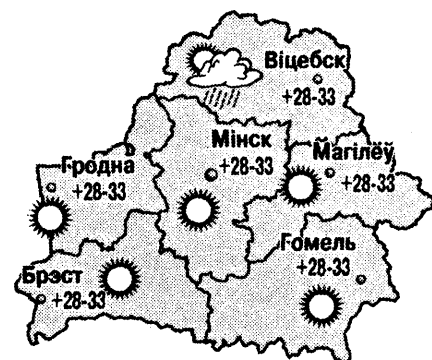 Віцебск
+28-33
Мінск
+28-33
Магілёў
+28-33
Гродна
+28-33
Гомель
+28-33
Брэст
+28-33